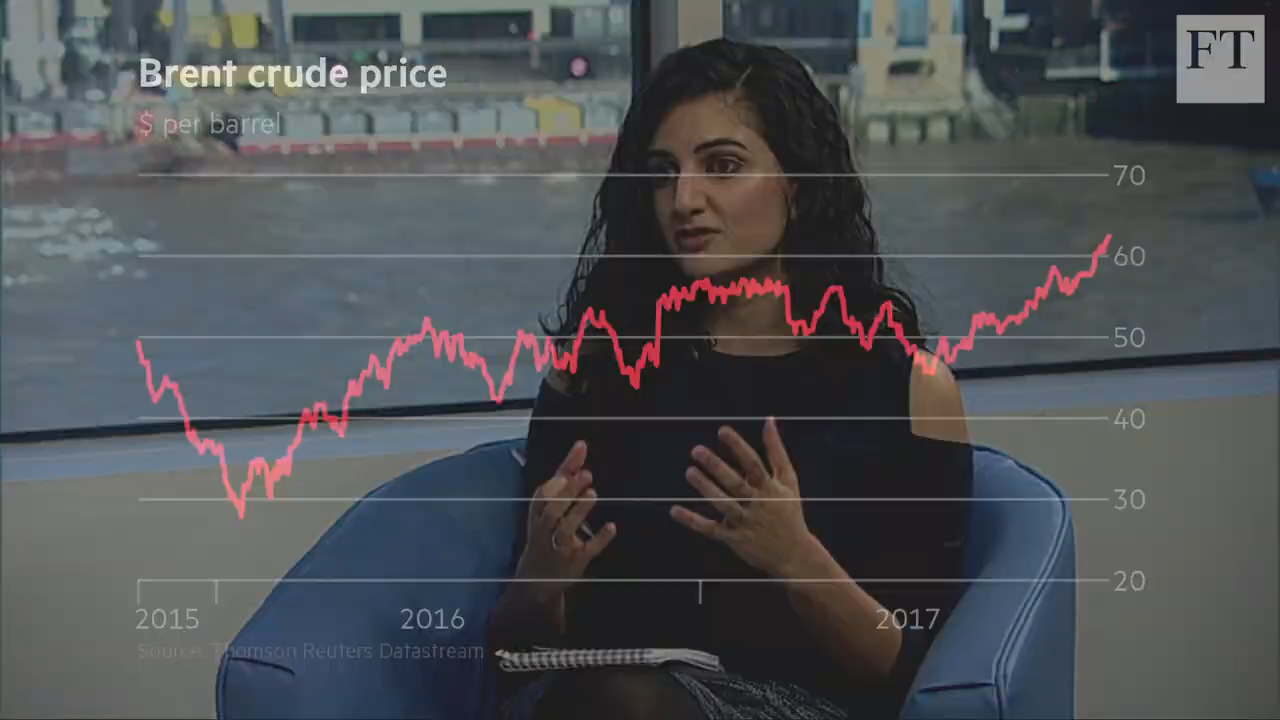 FT
Brent crude price
$ per barrel
70
60
50
40
30
20
2015 2016 2017
Source: Thomson Reuters Datastream